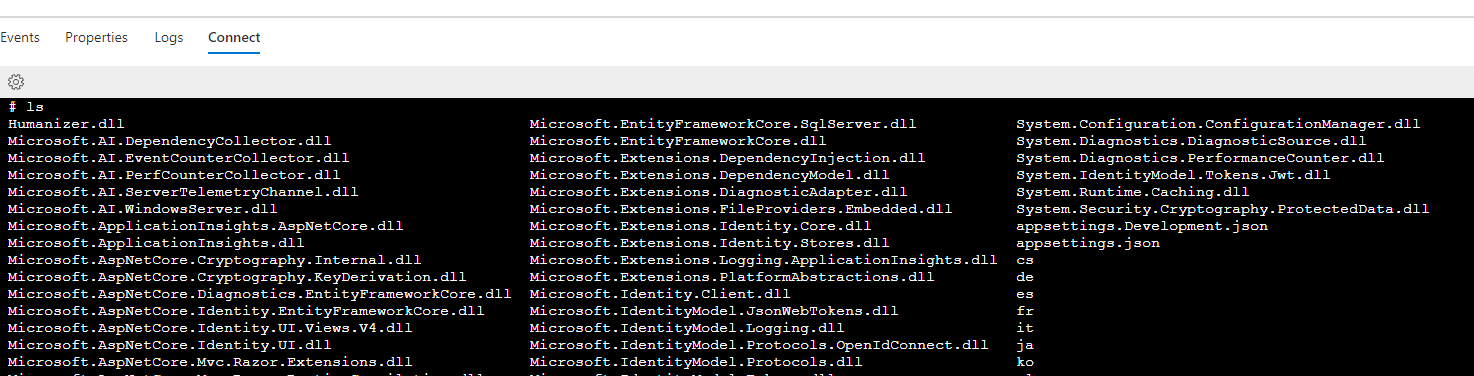 Events Properties Logs Connect
# ls
Humanizer.dll Microsoft.EntityFrameworkCore.SqlServer.dll System.Configuration.ConfigurationManager.dll
Microsoft.AI.DependencyCollector.dll Microsoft.EntityFrameworkCore.dll System.Diagnostics.DiagnosticSource.dll
Microsoft.AI.EventCounterCollector.dll Microsoft.Extensions.DependencyInjection.dll System.Diagnostics.PerformanceCounter.dll
Microsoft.AI.PerfCounterCollector.dll Microsoft.Extensions.DependencyModel.dll System.IdentityModel.Tokens.Jwt.dll
Microsoft.AI.ServerTelemetryChannel.dll Microsoft.Extensions.DiagnosticAdapter.dll System.Runtime.Caching.dll
Microsoft.AI.WindowsServer.dll Microsoft.Extensions.FileProviders.Embedded.dll System.Security.Cryptography.ProtectedData.dll
Microsoft.ApplicationInsights.AspNetCore.dll Microsoft.Extensions.Identity.Core.dll appsettings.Development.json
Microsoft.ApplicationInsights.dll Microsoft.Extensions.Identity.Stores.dll appsettings.json
Microsoft.AspNetCore.Cryptography.Internal.dll Microsoft.Extensions.Logging.ApplicationInsights.dll cs
Microsoft.AspNetCore.Cryptography.KeyDerivation.dll Microsoft.Extensions.PlatformAbstractions.dll de
Microsoft.AspNetCore.Diagnostics.EntityFrameworkCore.dll Microsoft.Identity.Client.dll es
Microsoft.AspNetCore.Identity.EntityFrameworkCore.dll Microsoft.IdentityModel.JsonWebTokens.dll fr
Microsoft.AspNetCore.Identity.UI.Views.V4.dll Microsoft.IdentityModel.Logging.dll it
Microsoft.AspNetCore.Identity.UI.dll Microsoft.IdentityModel.Protocols.OpenIdConnect.dll ja
Microsoft.AspNetCore.Mvc.Razor.Extensions.dll Microsoft.IdentityModel.Protocols.dll ko